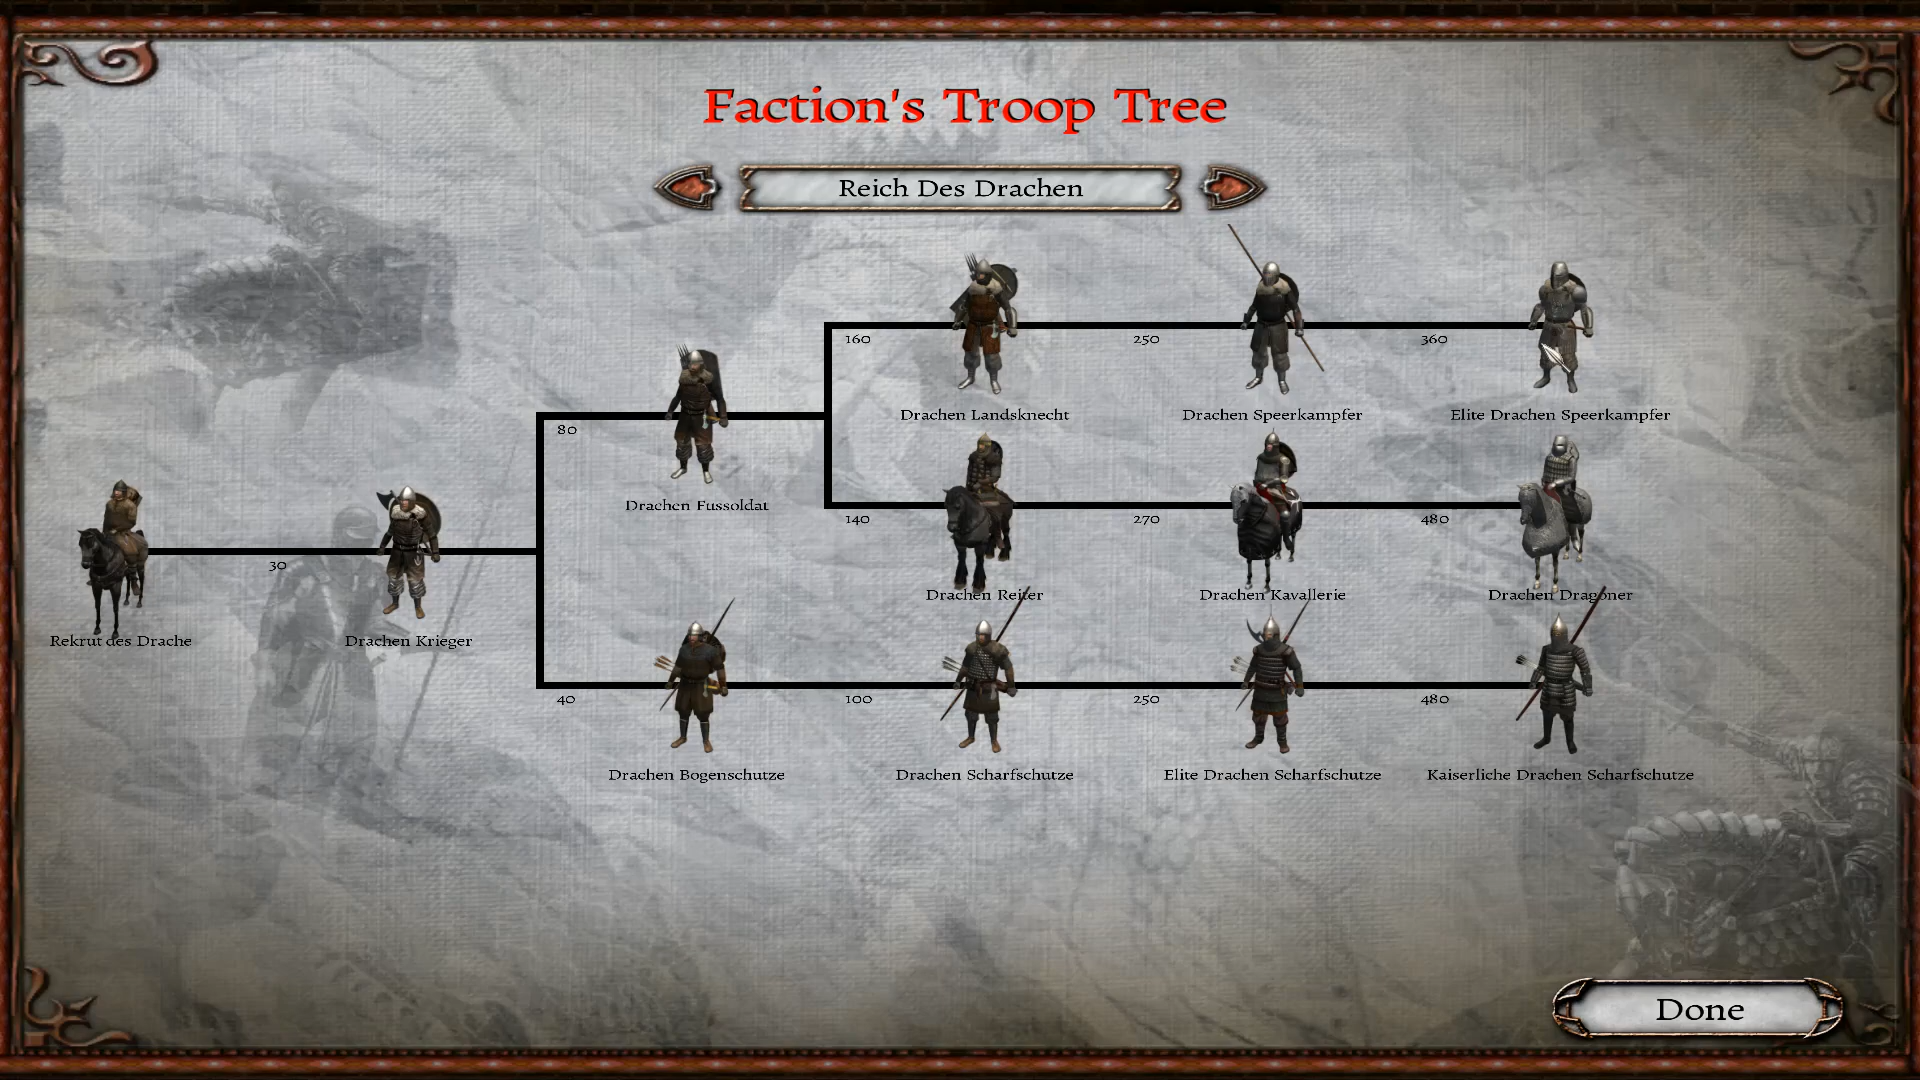 Faction's Troop Tree
Reich Des Drachen
160
250
360
Drachen Landsknecht
Drachen Speerkampfer
Elite Drachen Speerkampfer
80
Drachen Fussoldat
140
270
480
Drachen Reiter
Drachen Kavallerie
Drachen Dragoner
30
Rekrut des Drache
Drachen Krieger
40
100
250
480
Drachen Bogenschutze
Drachen Scharfschutze
Elite Drachen Scharfschutze
Kaiserliche Drachen Scharfschutze
Done